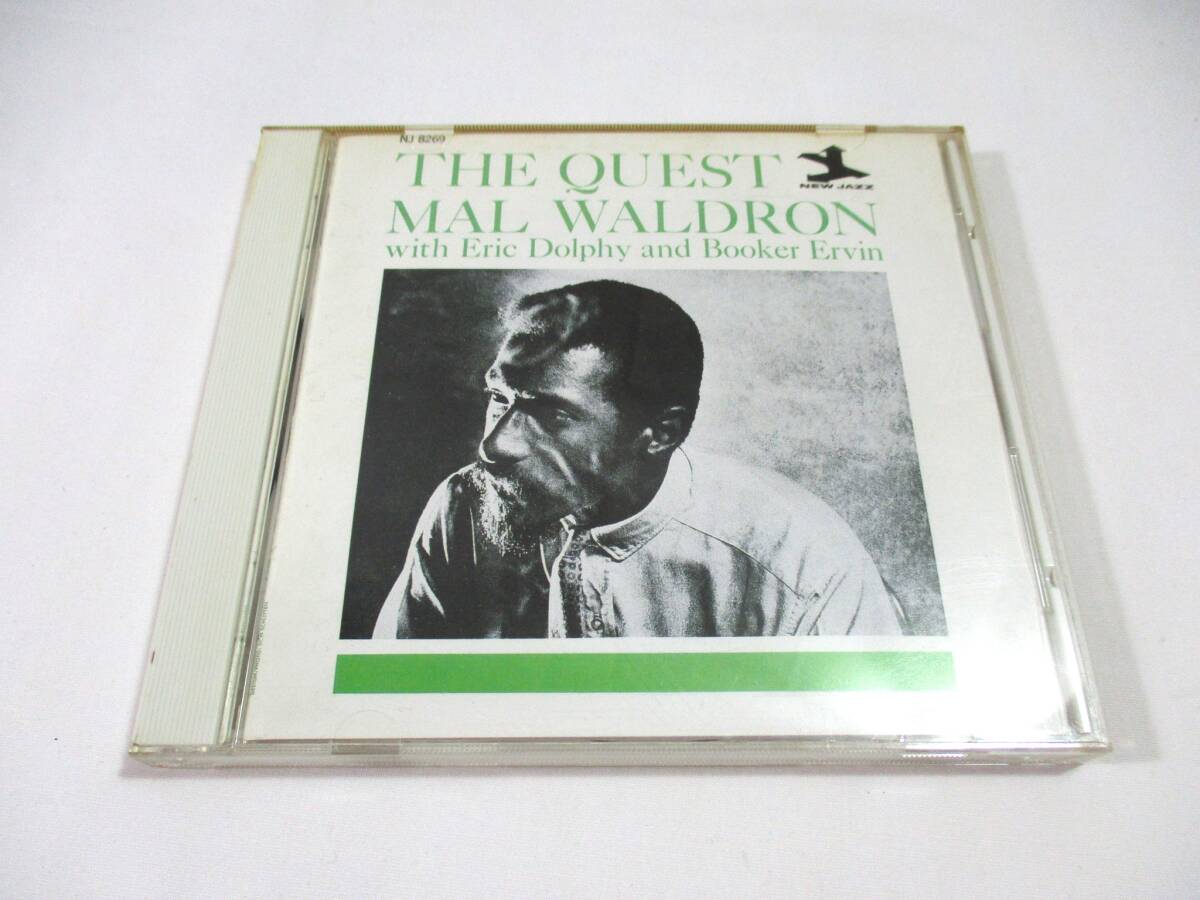 NJ 8269
THE QUEST
NEW JAZZ
MAL WALDRON
with Eric Dolphy and Booker Ervin